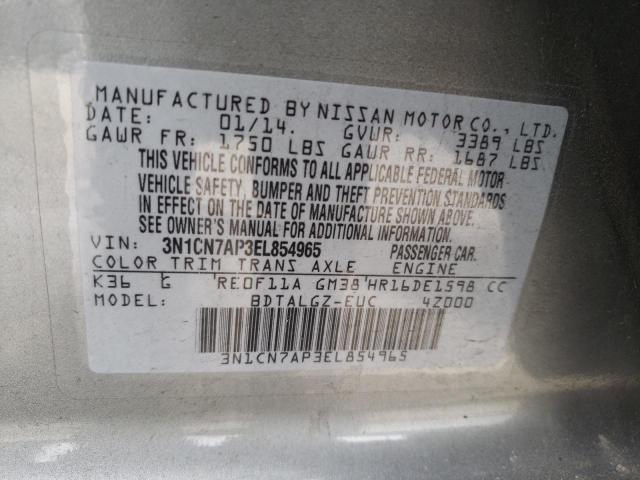 MANUFACTURED BY NISSAN MOTOR CO., LTD.
DATE: 01/14. GVWR: 3389 LBS
GAWR FR: 1750 LBS GAWR RR: 1687 LBS
THIS VEHICLE CONFORMS TO ALL APPLICABLE FEDERAL MOTOR
VEHICLE SAFETY, BUMPER AND THEFT PREVENTION STANDARDS
IN EFFECT ON THE DATE OF MANUFACTURE SHOWN ABOVE.
SEE OWNER'S MANUAL FOR ADDITIONAL INFORMATION.
VIN: 3N1CN7AP3EL854965 PASSENGER CAR.
COLOR TRIM TRANS AXLE ENGINE
K36 G RE0F11A GM38 HR16DE1598 CC
MODEL: BDTALGZ-EUC 4Z000
3N1CN7AP3EL854965